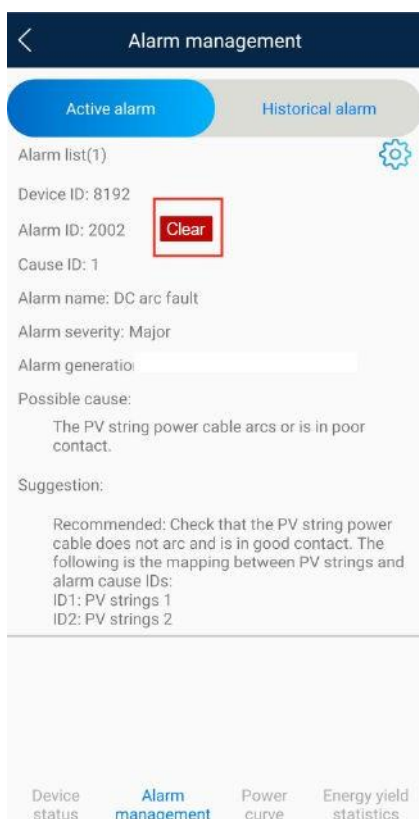 Alarm management
Active alarm
Historical alarm
Alarm list(1)
Device ID: 8192
Alarm ID: 2002
Clear
Cause ID: 1
Alarm name: DC arc fault
Alarm severity: Major
Alarm generatio
Possible cause:
The PV string power cable arcs or is in poor
contact.
Suggestion:
Recommended: Check that the PV string power
cable does not arc and is in good contact. The
following is the mapping between PV strings and
alarm cause IDs:
ID1: PV strings 1
ID2: PV strings 2
Device
status
Alarm
management
Power
curve
Energy yield
statistics